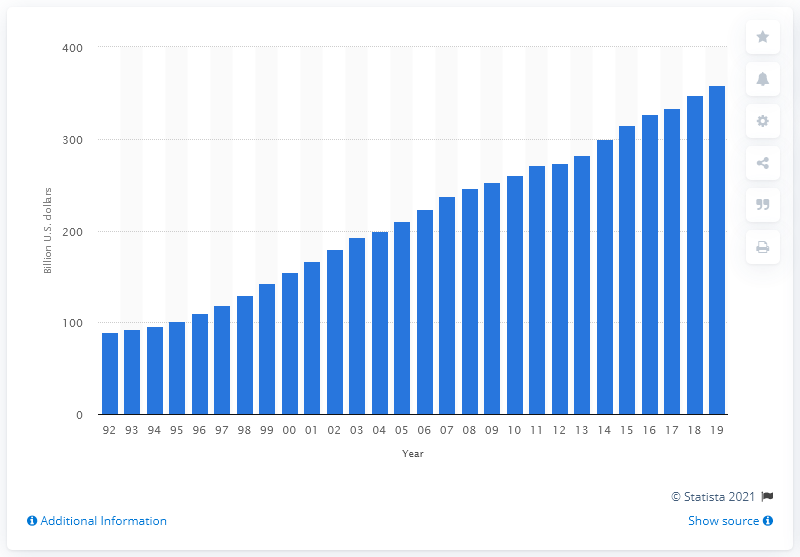 400
300
200
100
0
Billion U.S. dollars
92 93 94 95 96 97 98 99 00 01 02 03 04 05 06 07 08 09 10 11 12 13 14 15 16 17 18 19
Year
© Statista 2021
Additional Information
Show source